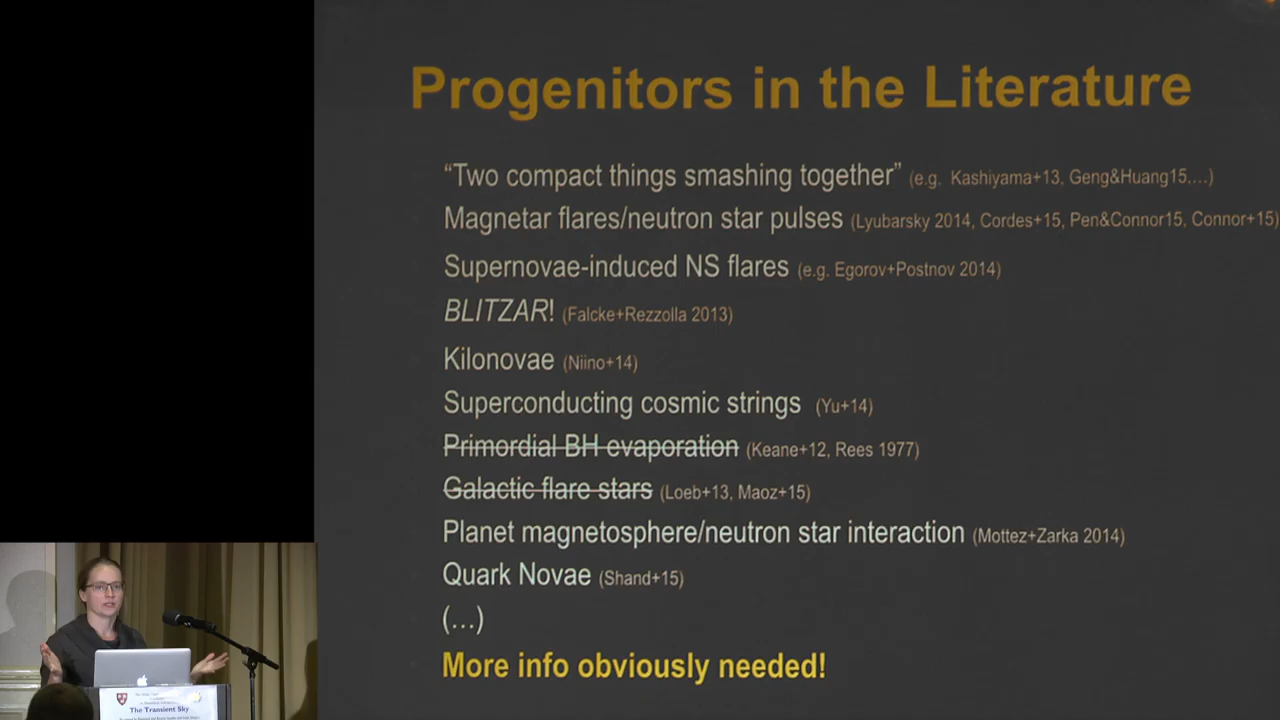 Progenitors in the Literature
“Two compact things smashing together” (e.g. Kashiyama+13, Geng&Huang15,…)
Magnetar flares/neutron star pulses (Lyubarsky 2014, Cordes+15, Pen&Connor15, Connor+15)
Supernovae-induced NS flares (e.g. Egorov+Postnov 2014)
BLITZAR! (Falcke+Rezzolla 2013)
Kilonovae (Niino+14)
Superconducting cosmic strings (Yu+14)
Primordial BH evaporation (Keane+12, Rees 1977)
Galactic flare stars (Loeb+13, Maoz+15)
Planet magnetosphere/neutron star interaction (Mottez+Zarka 2014)
Quark Novae (Shand+15)
(…)
More info obviously needed!
The Transient Sky